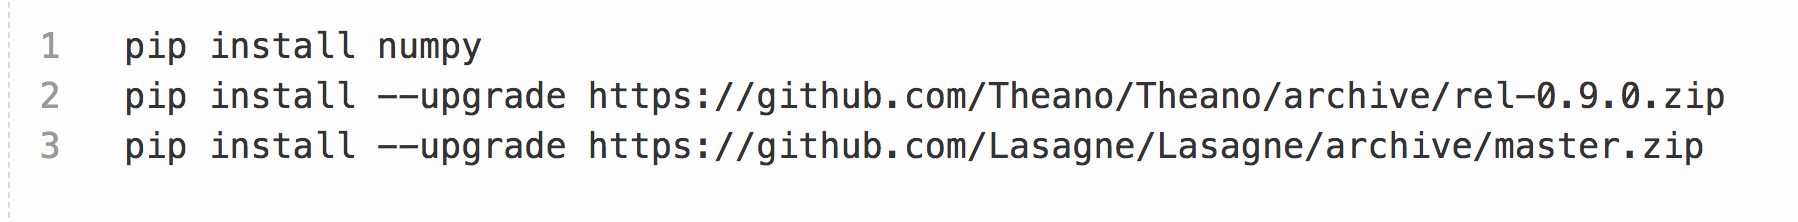 1 pip install numpy
2 pip install --upgrade https://github.com/Theano/Theano/archive/rel-0.9.0.zip
3 pip install --upgrade https://github.com/Lasagne/Lasagne/archive/master.zip